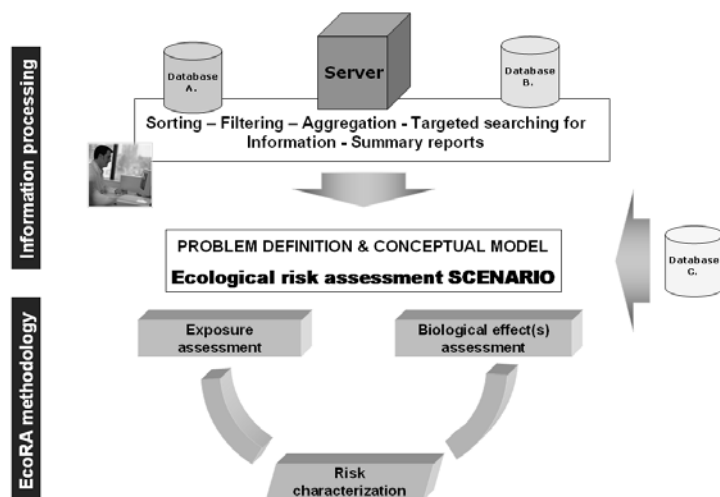 Information processing
Database
A.
Server
Database
B.
Sorting – Filtering – Aggregation - Targeted searching for
Information - Summary reports
PROBLEM DEFINITION & CONCEPTUAL MODEL
Ecological risk assessment SCENARIO
Database
C.
EcoRA methodology
Exposure
assessment
Biological effect(s)
assessment
Risk
characterization